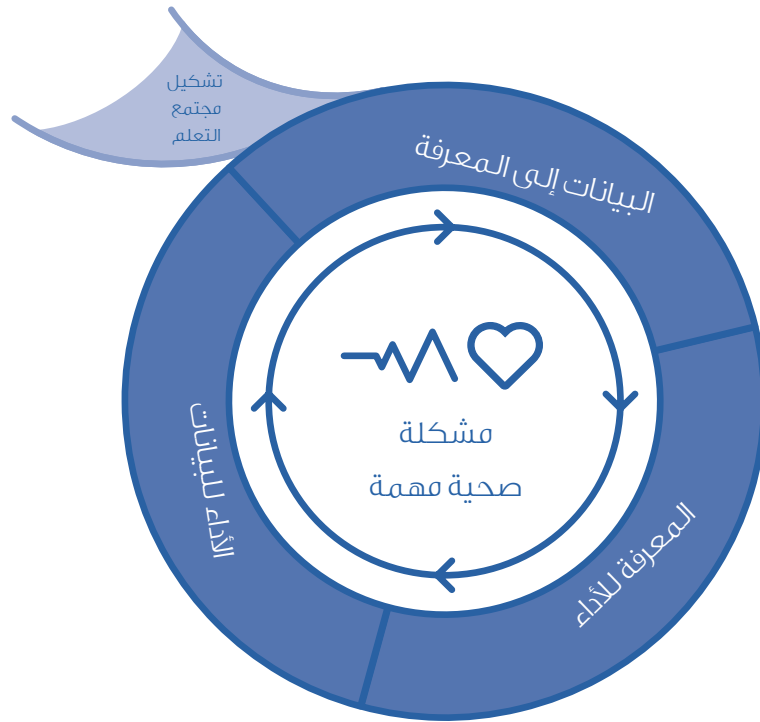 تشكيل
مجتمع
التعلم
البيانات إلى المعرفة
المعرفة للأداء
الأداء للبيانات
مشكلة
صحية مهمة